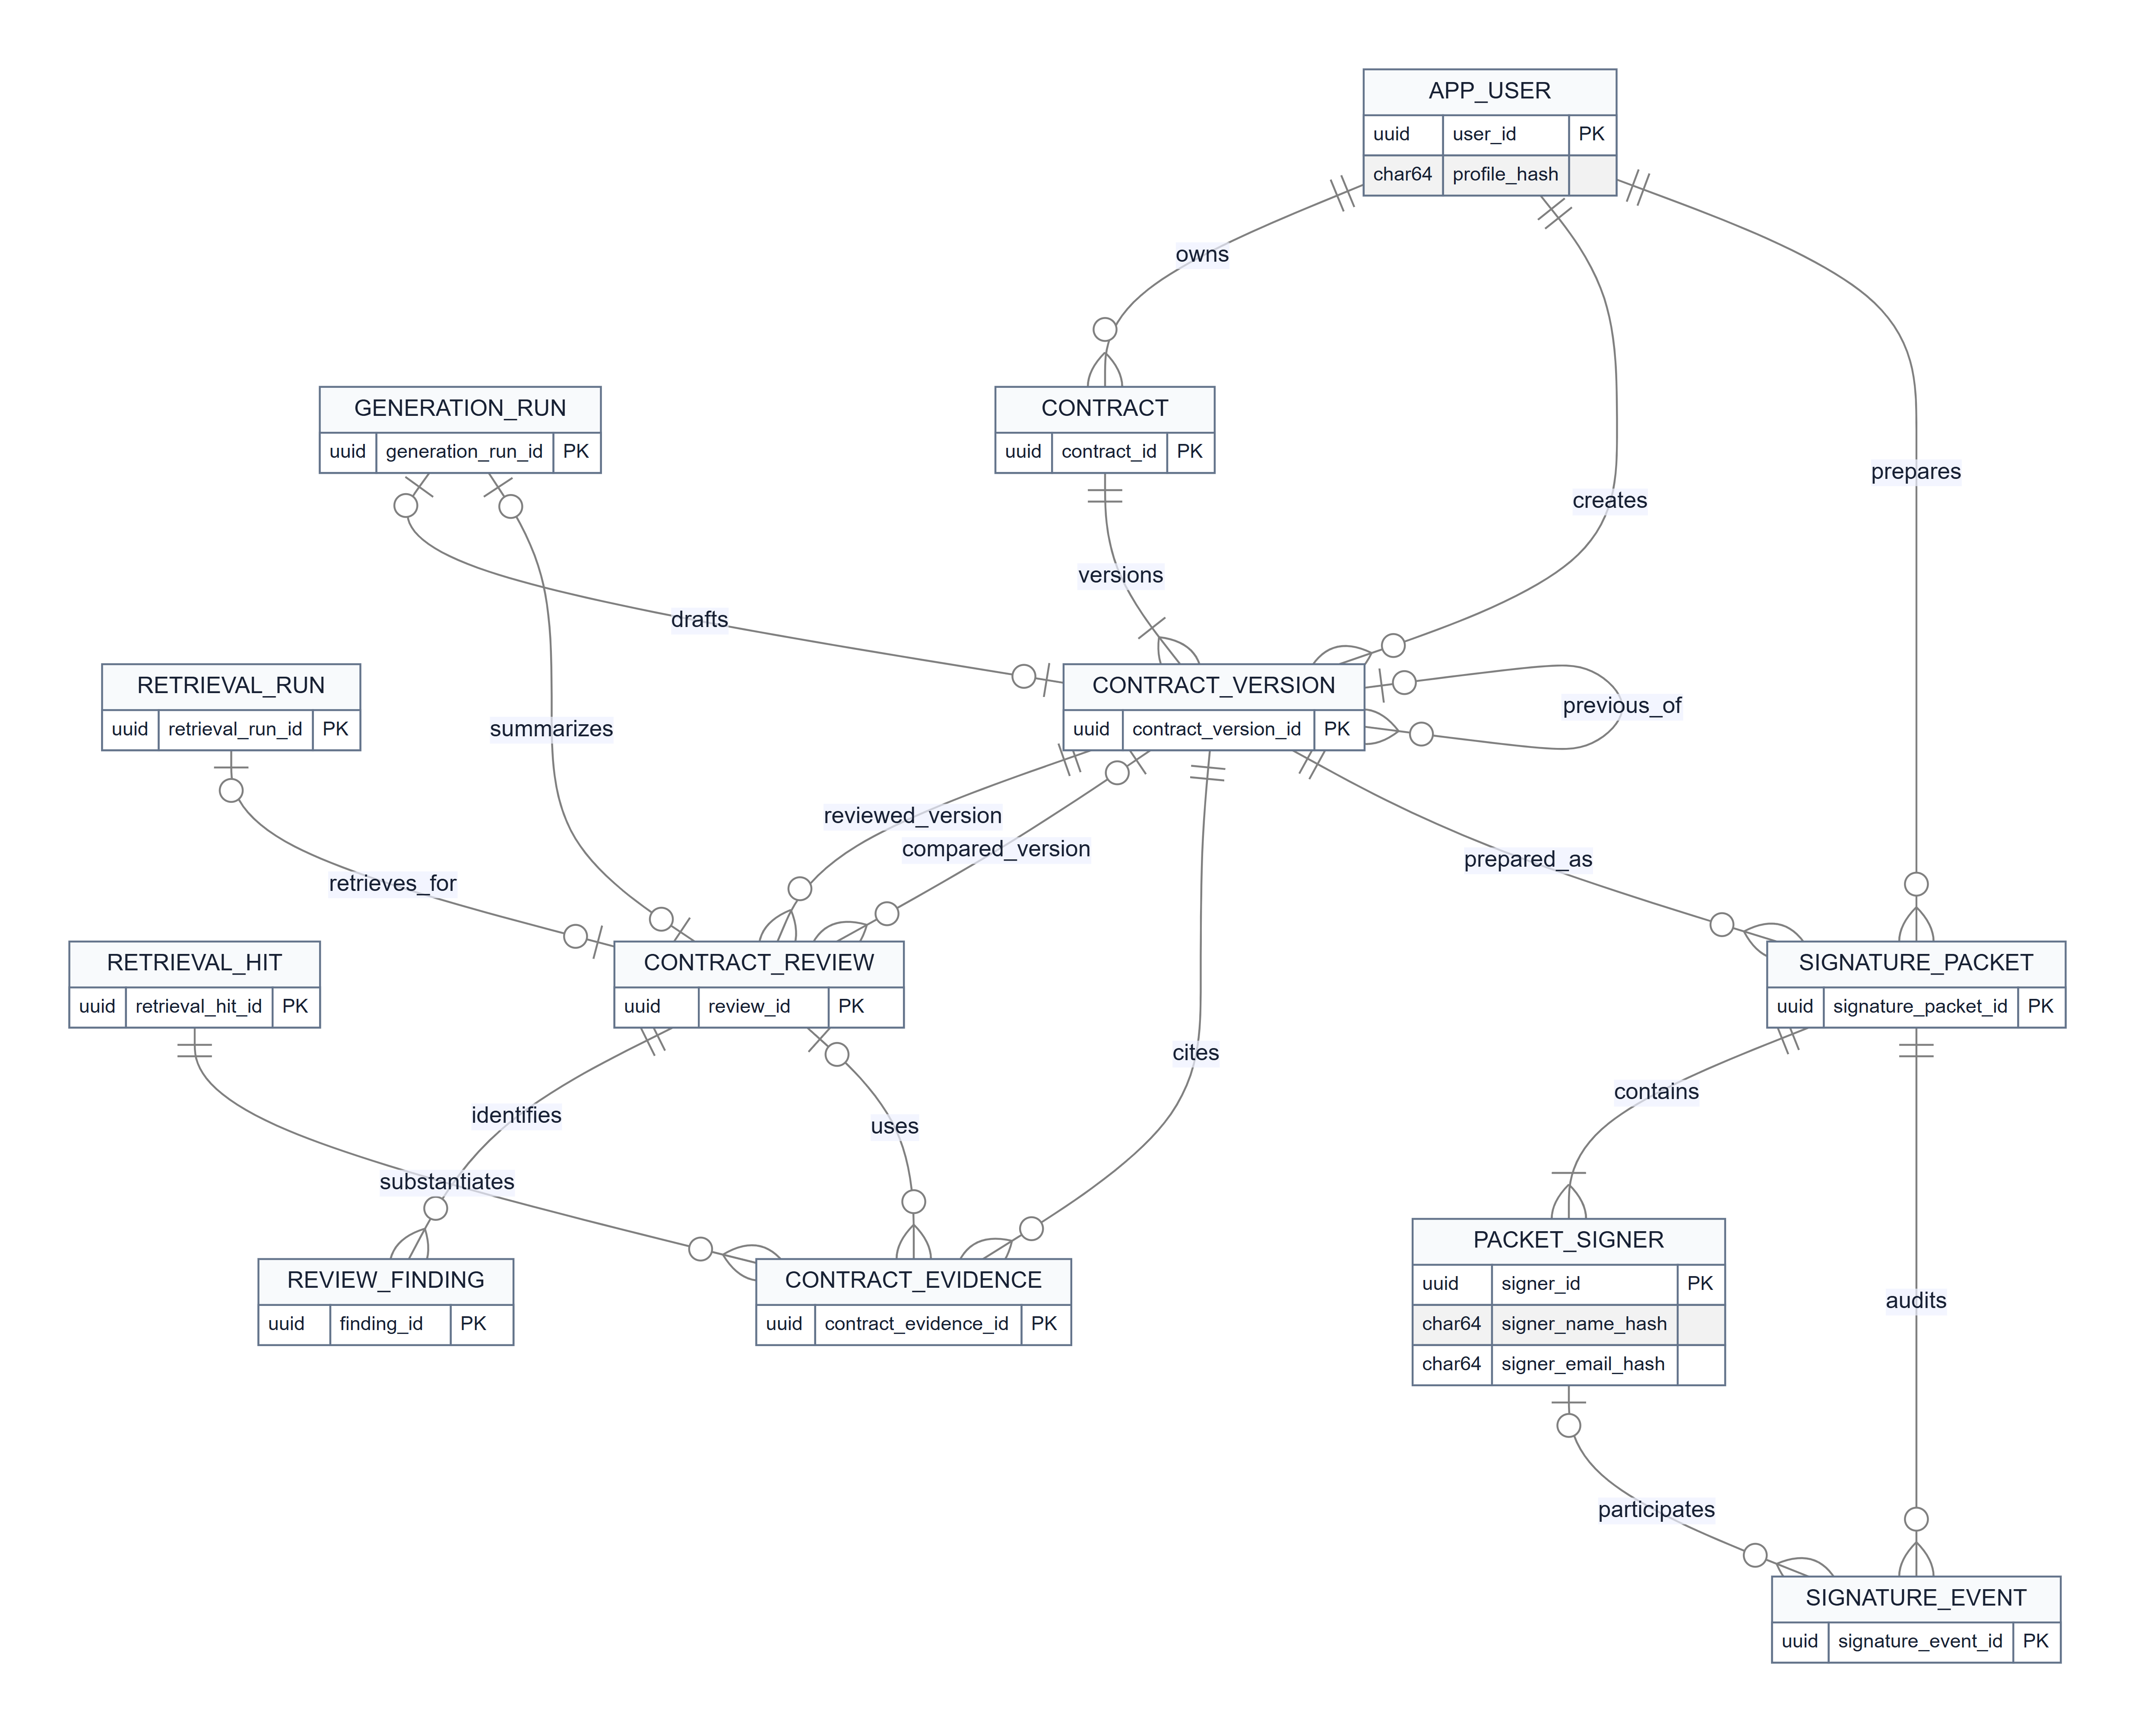 APP_USER
uuid user_id PK
char64 profile_hash
owns
GENERATION_RUN
uuid generation_run_id PK
CONTRACT
uuid contract_id PK
prepares
creates
versions
drafts
RETRIEVAL_RUN
uuid retrieval_run_id PK
CONTRACT_VERSION
uuid contract_version_id PK
previous_of
summarizes
reviewed_version
compared_version
prepared_as
retrieves_for
RETRIEVAL_HIT
uuid retrieval_hit_id PK
CONTRACT_REVIEW
uuid review_id PK
SIGNATURE_PACKET
uuid signature_packet_id PK
cites
contains
identifies
uses
substantiates
PACKET_SIGNER
uuid signer_id PK
char64 signer_name_hash
char64 signer_email_hash
REVIEW_FINDING
uuid finding_id PK
CONTRACT_EVIDENCE
uuid contract_evidence_id PK
audits
participates
SIGNATURE_EVENT
uuid signature_event_id PK